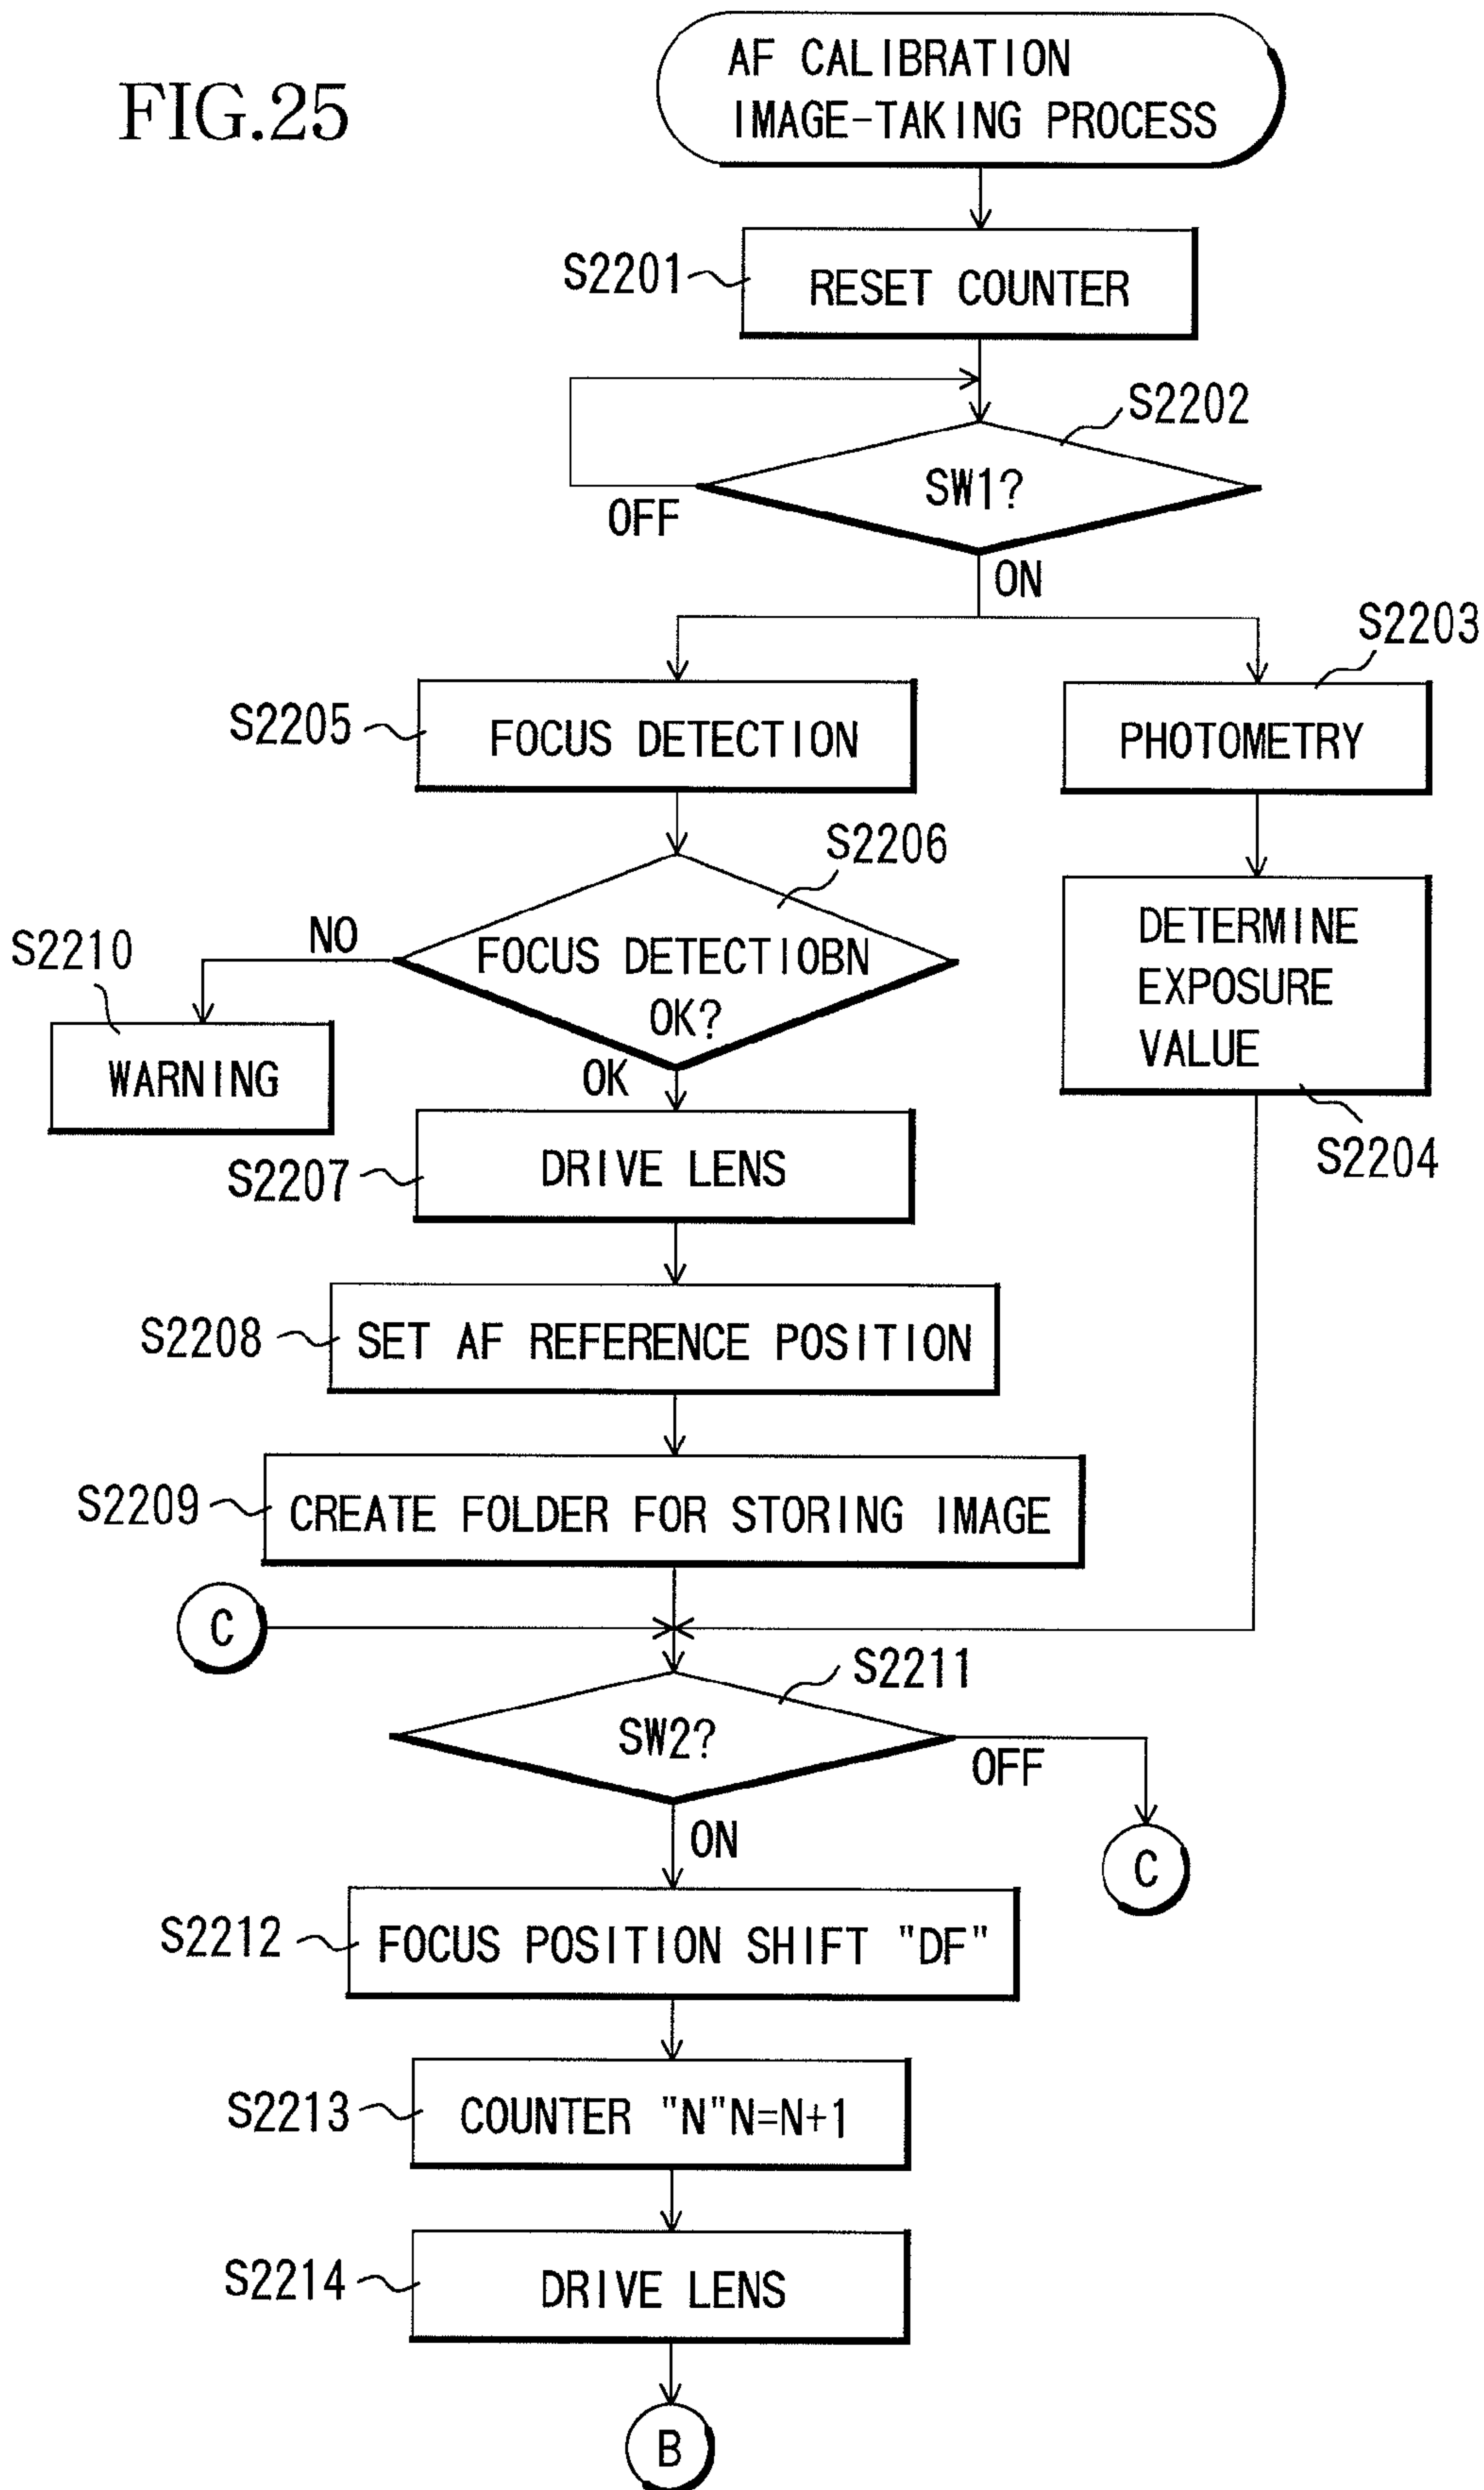 FIG.25
AF CALIBRATION
IMAGE-TAKING PROCESS
S2201
RESET COUNTER
S2202
SW1?
OFF
ON
S2203
S2205
FOCUS DETECTION
PHOTOMETRY
S2206
S2210
NO
FOCUS DETECTIOBN
OK?
DETERMINE
EXPOSURE
VALUE
WARNING
OK
S2204
S2207
DRIVE LENS
S2208
SET AF REFERENCE POSITION
S2209
CREATE FOLDER FOR STORING IMAGE
C
S2211
SW2?
OFF
ON
C
S2212
FOCUS POSITION SHIFT "DF"
S2213
COUNTER "N"N=N+1
S2214
DRIVE LENS
B